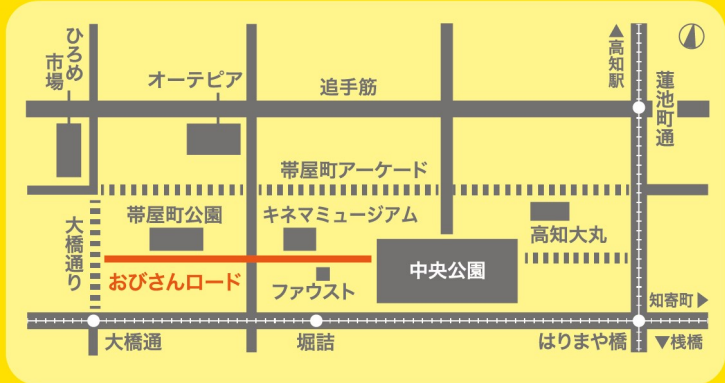 ひろめ
市場
オーテピア
追手筋
▲高知駅
蓮池町通
帯屋町アーケード
大橋通り
帯屋町公園
キネマミュージアム
高知大丸
中央公園
おびさんロード
ファウスト
知寄町▶
大橋通
堀詰
はりまや橋
▼桟橋